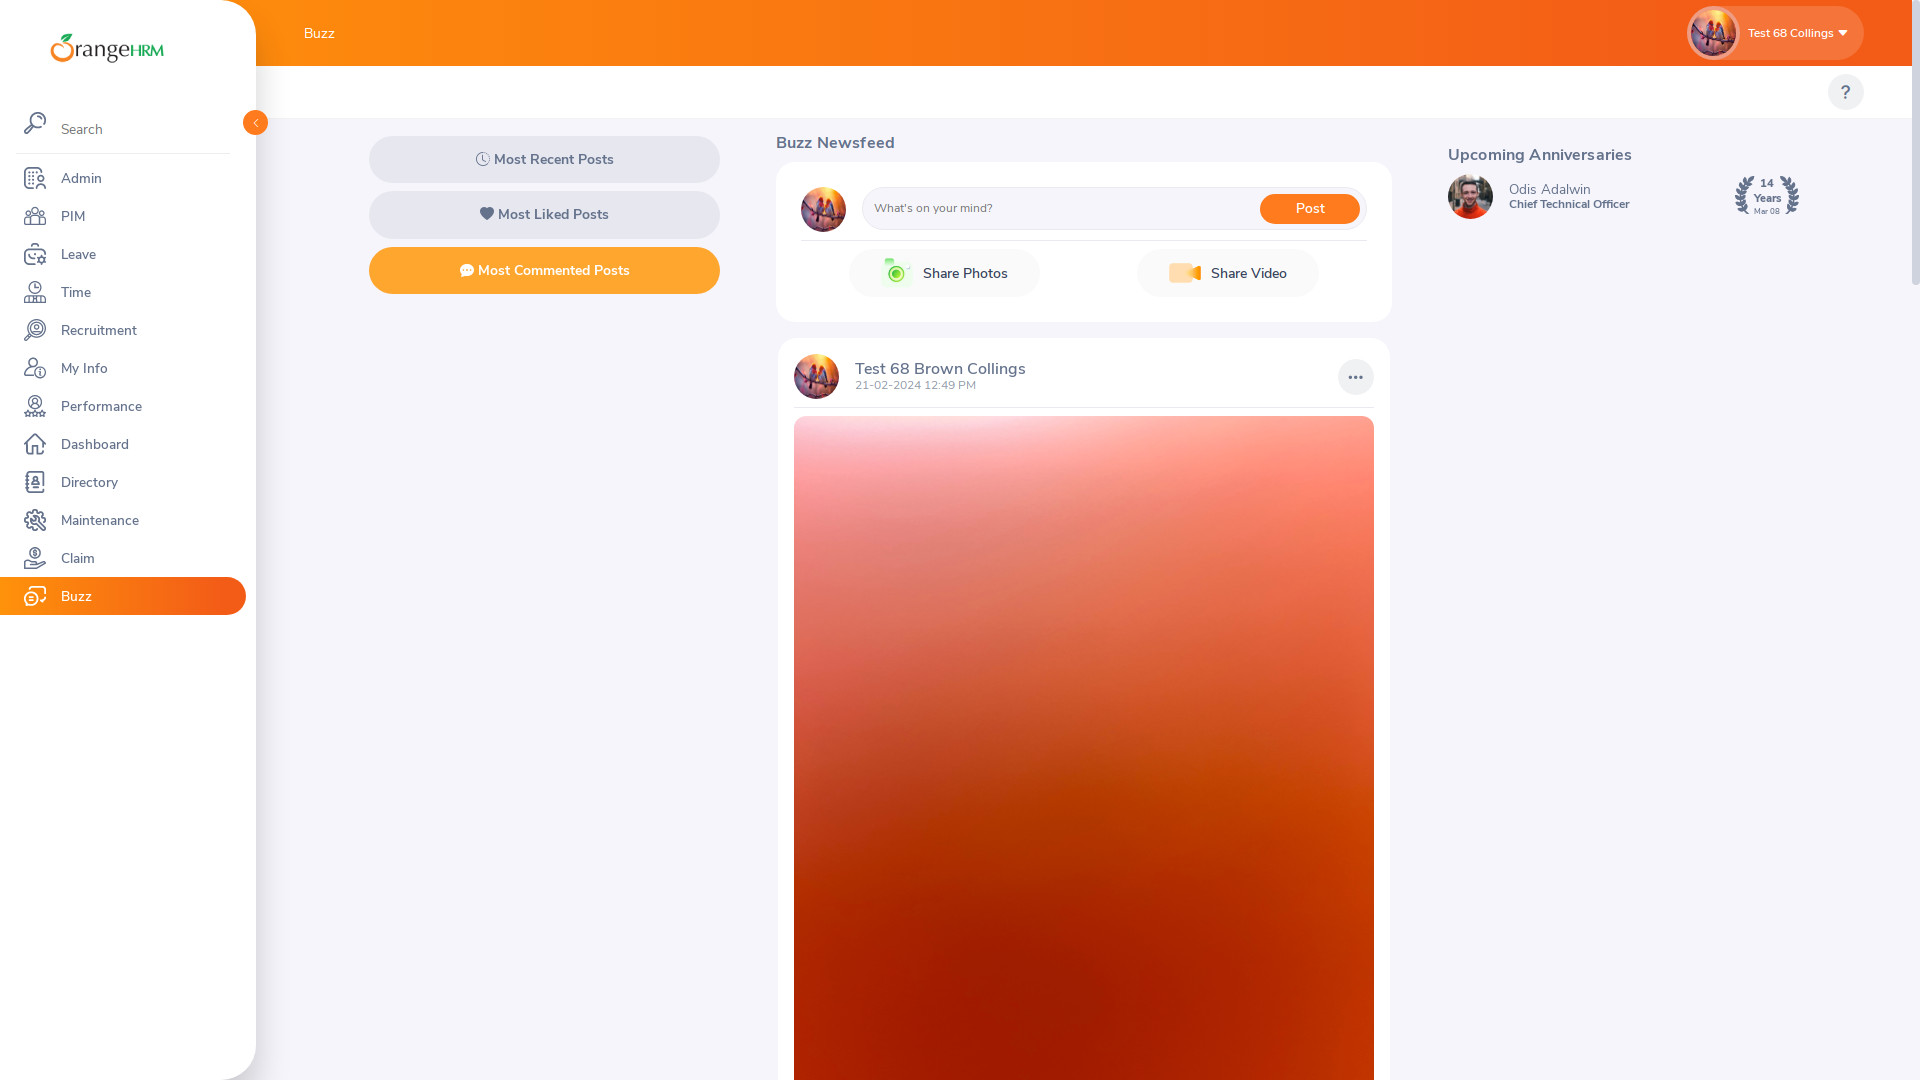 OrangeHRM
Search
Admin
PIM
Leave
Time
Recruitment
My Info
Performance
Dashboard
Directory
Maintenance
Claim
Buzz
Buzz
Test 68 Collings
?
Most Recent Posts
Most Liked Posts
Most Commented Posts
Buzz Newsfeed
What's on your mind?
Post
Share Photos
Share Video
Test 68 Brown Collings
21-02-2024 12:49 PM
Upcoming Anniversaries
Odis Adalwin
Chief Technical Officer
14
Years
Mar 08